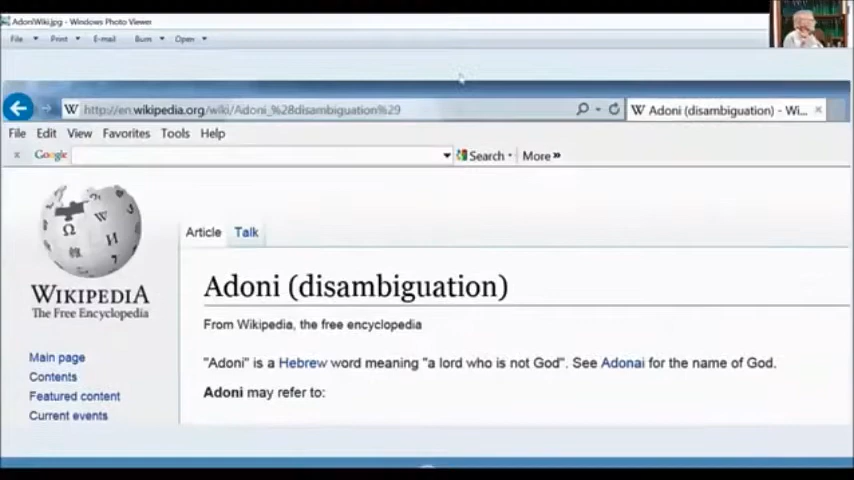 AdoniWiki.jpg - Windows Photo Viewer
File Print E-mail Burn Open
W http://en.wikipedia.org/wiki/Adoni_%28disambiguation%29 W Adoni (disambiguation) - Wi... ×
File Edit View Favorites Tools Help
x Google Search More »
Article Talk
WIKIPEDIA
The Free Encyclopedia
Adoni (disambiguation)
From Wikipedia, the free encyclopedia
Main page
Contents
Featured content
Current events
"Adoni" is a Hebrew word meaning "a lord who is not God". See Adonai for the name of God.
Adoni may refer to: